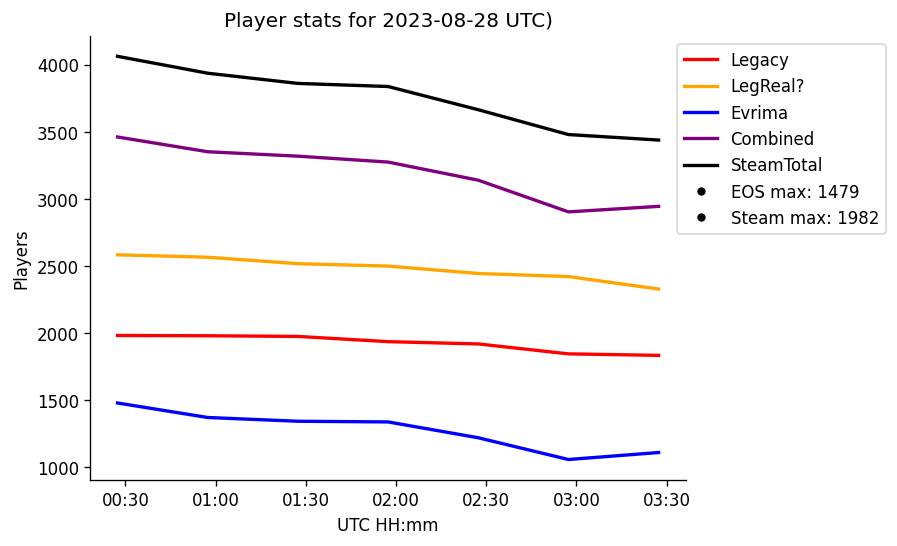 Player stats for 2023-08-28 UTC)
4000
3500
3000
2500
2000
1500
1000
Players
00:30 01:00 01:30 02:00 02:30 03:00 03:30
UTC HH:mm
Legacy
LegReal?
Evrima
Combined
SteamTotal
EOS max: 1479
Steam max: 1982